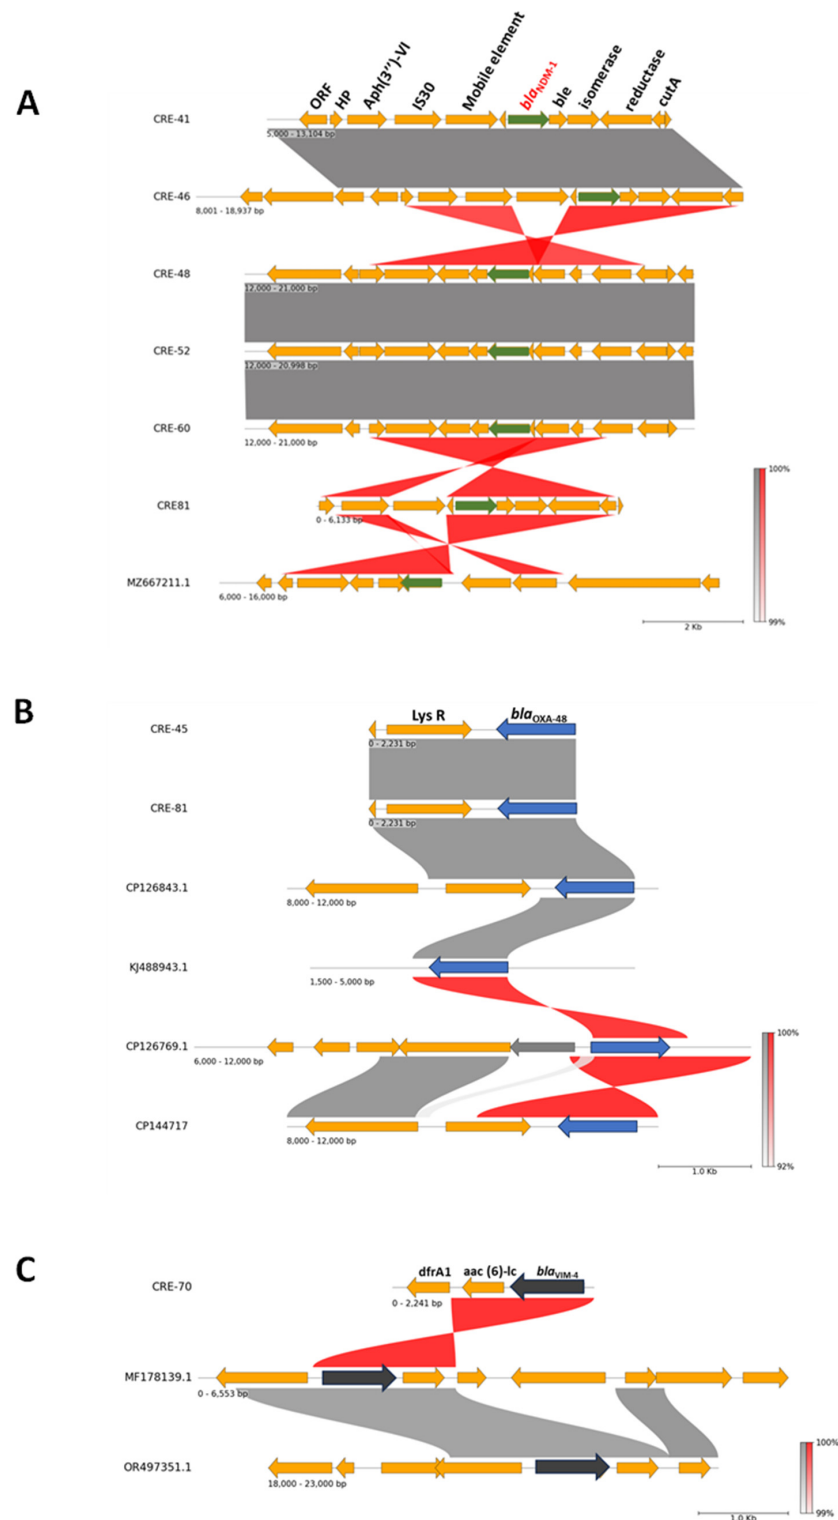 A
ORF HP Aph(3'')-VI IS30 Mobile element blaNDM-1 ble isomerase reductase cutA
CRE-41
5,000 - 13,104 bp
CRE-46
8,001 - 18,937 bp
CRE-48
12,000 - 21,000 bp
CRE-52
12,000 - 20,998 bp
CRE-60
12,000 - 21,000 bp
100%
CRE81
0 - 6,133 bp
MZ667211.1
6,000 - 16,000 bp
99%
2 Kb
B
Lys R blaOXA-48
CRE-45
0 - 2,231 bp
CRE-81
0 - 2,231 bp
CP126843.1
8,000 - 12,000 bp
KJ488943.1
1,500 - 5,000 bp
100%
CP126769.1
6,000 - 12,000 bp
CP144717
8,000 - 12,000 bp
92%
1.0 Kb
C
dfrA1 aac (6)-lc blaVIM-4
CRE-70
0 - 2,241 bp
MF178139.1
0 - 6,553 bp
100%
OR497351.1
18,000 - 23,000 bp
99%
1.0 Kb